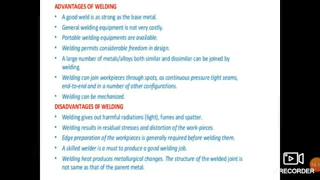 ADVANTAGES OF WELDING
• A good weld is as strong as the base metal.
• General welding equipment is not very costly.
• Portable welding equipments are available.
• Welding permits considerable freedom in design.
• A large number of metals/alloys both similar and dissimilar can be joined by
welding.
• Welding can join workpieces through spots, as continuous pressure tight seams,
end-to-end and in a number of other configurations.
• Welding can be mechanized.
DISADVANTAGES OF WELDING
• Welding gives out harmful radiations (light), fumes and spatter.
• Welding results in residual stresses and distortion of the work-pieces.
• Edge preparation of the workpieces is generally required before welding them.
• A skilled welder is a must to produce a good welding job.
• Welding heat produces metallurgical changes. The structure of the welded joint is
not same as that of the parent metal.
RECORDER